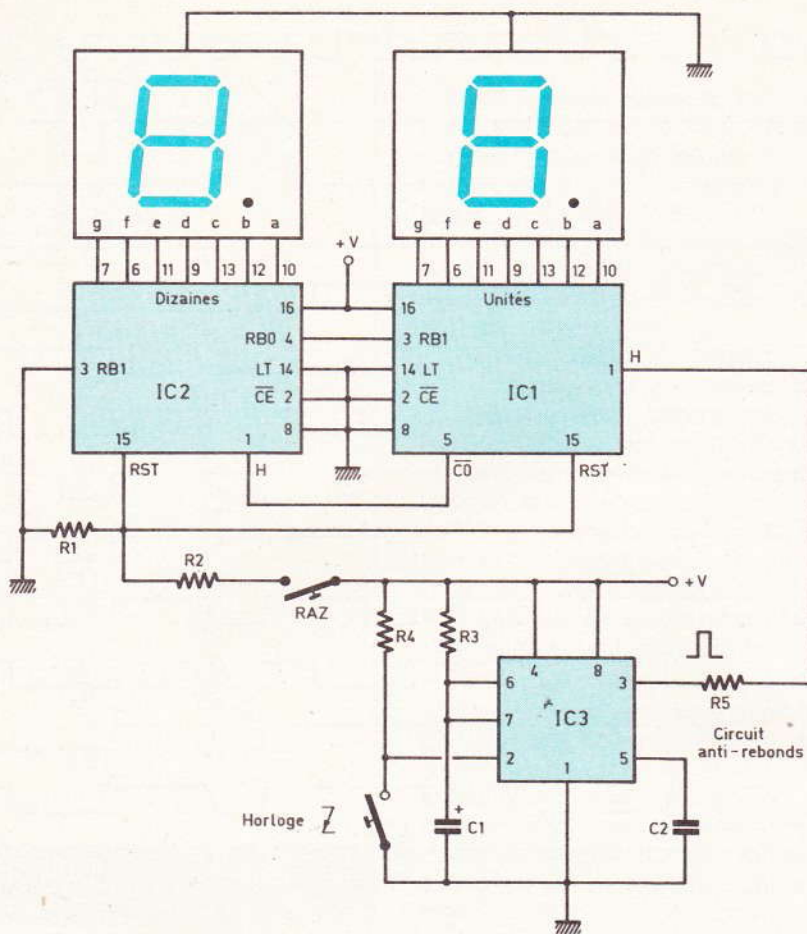 g f e d c b a
g f e d c b a
7 6 11 9 13 12 10
+ V
7 6 11 9 13 12 10
Dizaines
Unités
16
16
RB0 4
3 RB1
3 RB1
LT 14
14 LT
1
H
IC2
IC1
CE 2
2 CE
8
8
15
1
5
15
RST
H
C0
RST
R1
R2
RAZ
+ V
R4
R3
4
8
6
3
R5
7
IC3
Circuit
anti-rebonds
2
1
5
Horloge
+
C1
C2